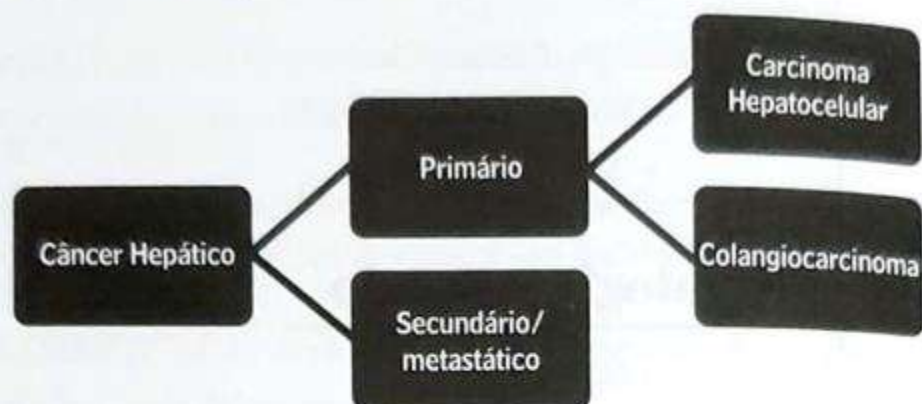 Câncer Hepático
Primário
Secundário/
metastático
Carcinoma
Hepatocelular
Colangiocarcinoma